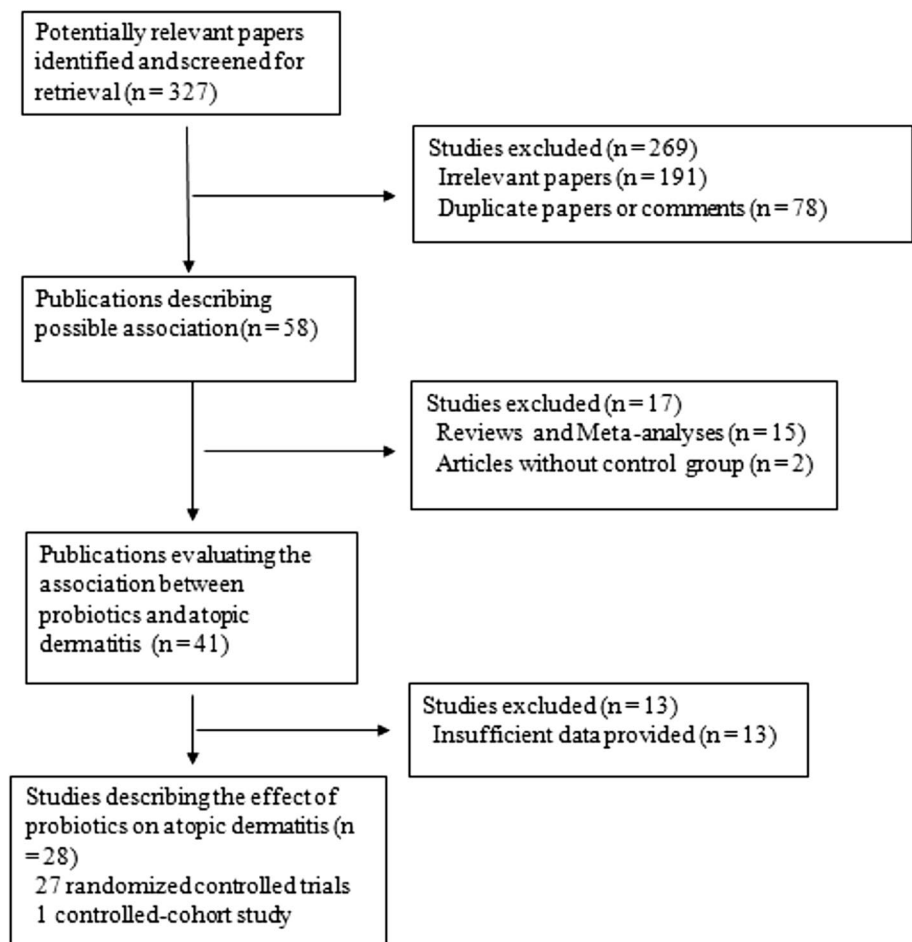 Potentially relevant papers
identified and screened for
retrieval (n = 327)
Studies excluded (n = 269)
Irrelevant papers (n = 191)
Duplicate papers or comments (n = 78)
Publications describing
possible association (n = 58)
Studies excluded (n = 17)
Reviews and Meta-analyses (n = 15)
Articles without control group (n = 2)
Publications evaluating the
association between
probiotics and atopic
dermatitis (n = 41)
Studies excluded (n = 13)
Insufficient data provided (n = 13)
Studies describing the effect of
probiotics on atopic dermatitis (n
= 28)
27 randomized controlled trials
1 controlled-cohort study